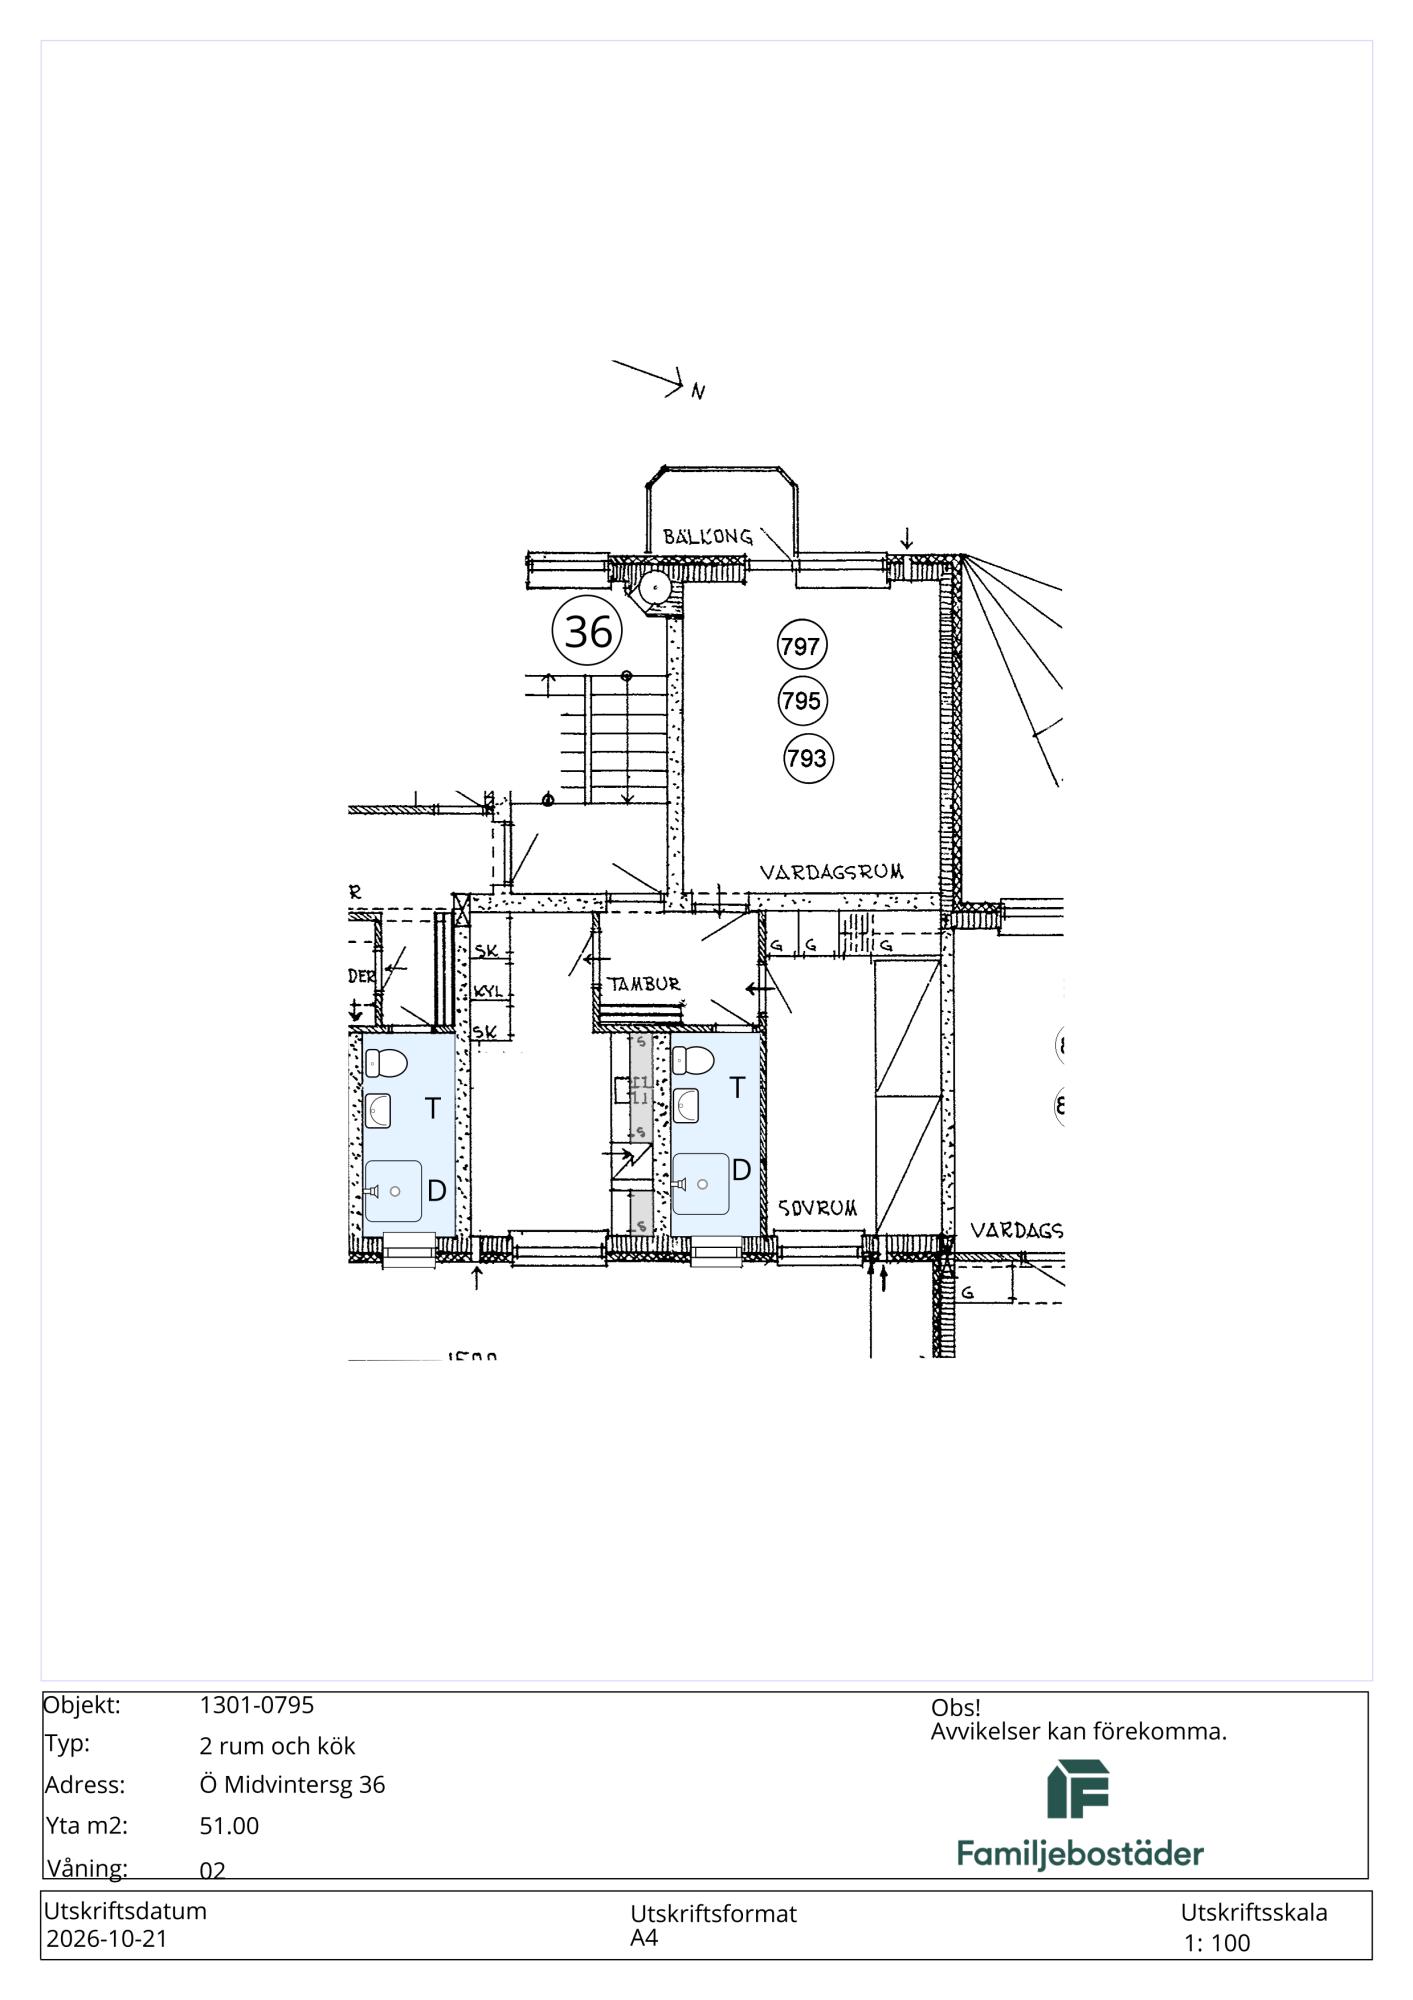 N
BALKONG
36
797
795
793
VARDAGSRUM
R
SK
G
G
G
DER
TAMBUR
KYL
SK
S
T
T
S
D
D
SOVRUM
S
VARDAGS
G
Objekt: 1301-0795
Typ: 2 rum och kök
Adress: Ö Midvintersg 36
Yta m2: 51.00
Våning: 02
Obs!
Avvikelser kan förekomma.
Familjebostäder
Utskriftsdatum
2026-10-21
Utskriftsformat
A4
Utskriftsskala
1: 100